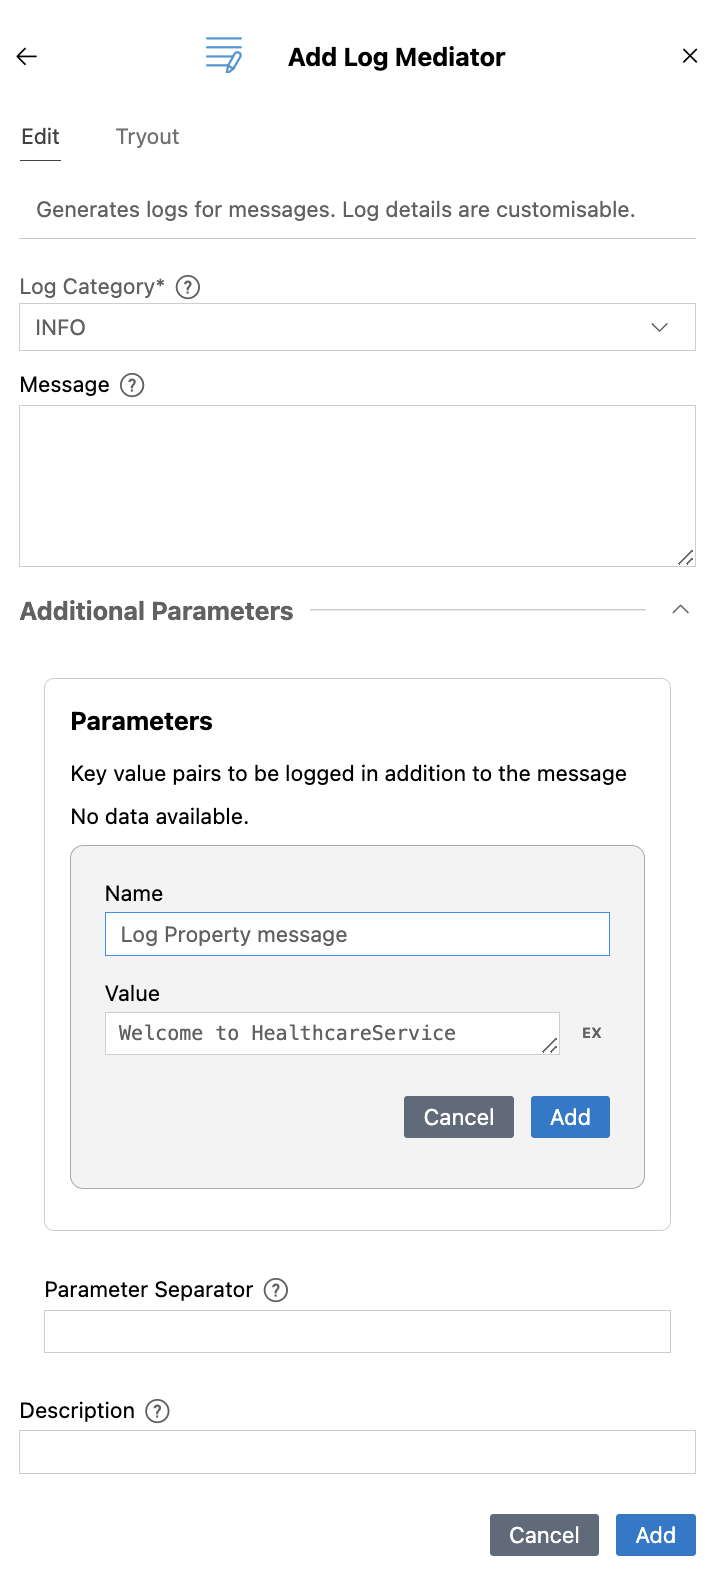 Add Log Mediator
Edit Tryout
Generates logs for messages. Log details are customisable.
Log Category* ?
INFO
Message ?
Additional Parameters
Parameters
Key value pairs to be logged in addition to the message
No data available.
Name
Log Property message
Value
Welcome to HealthcareService EX
Cancel Add
Parameter Separator ?
Description ?
Cancel Add